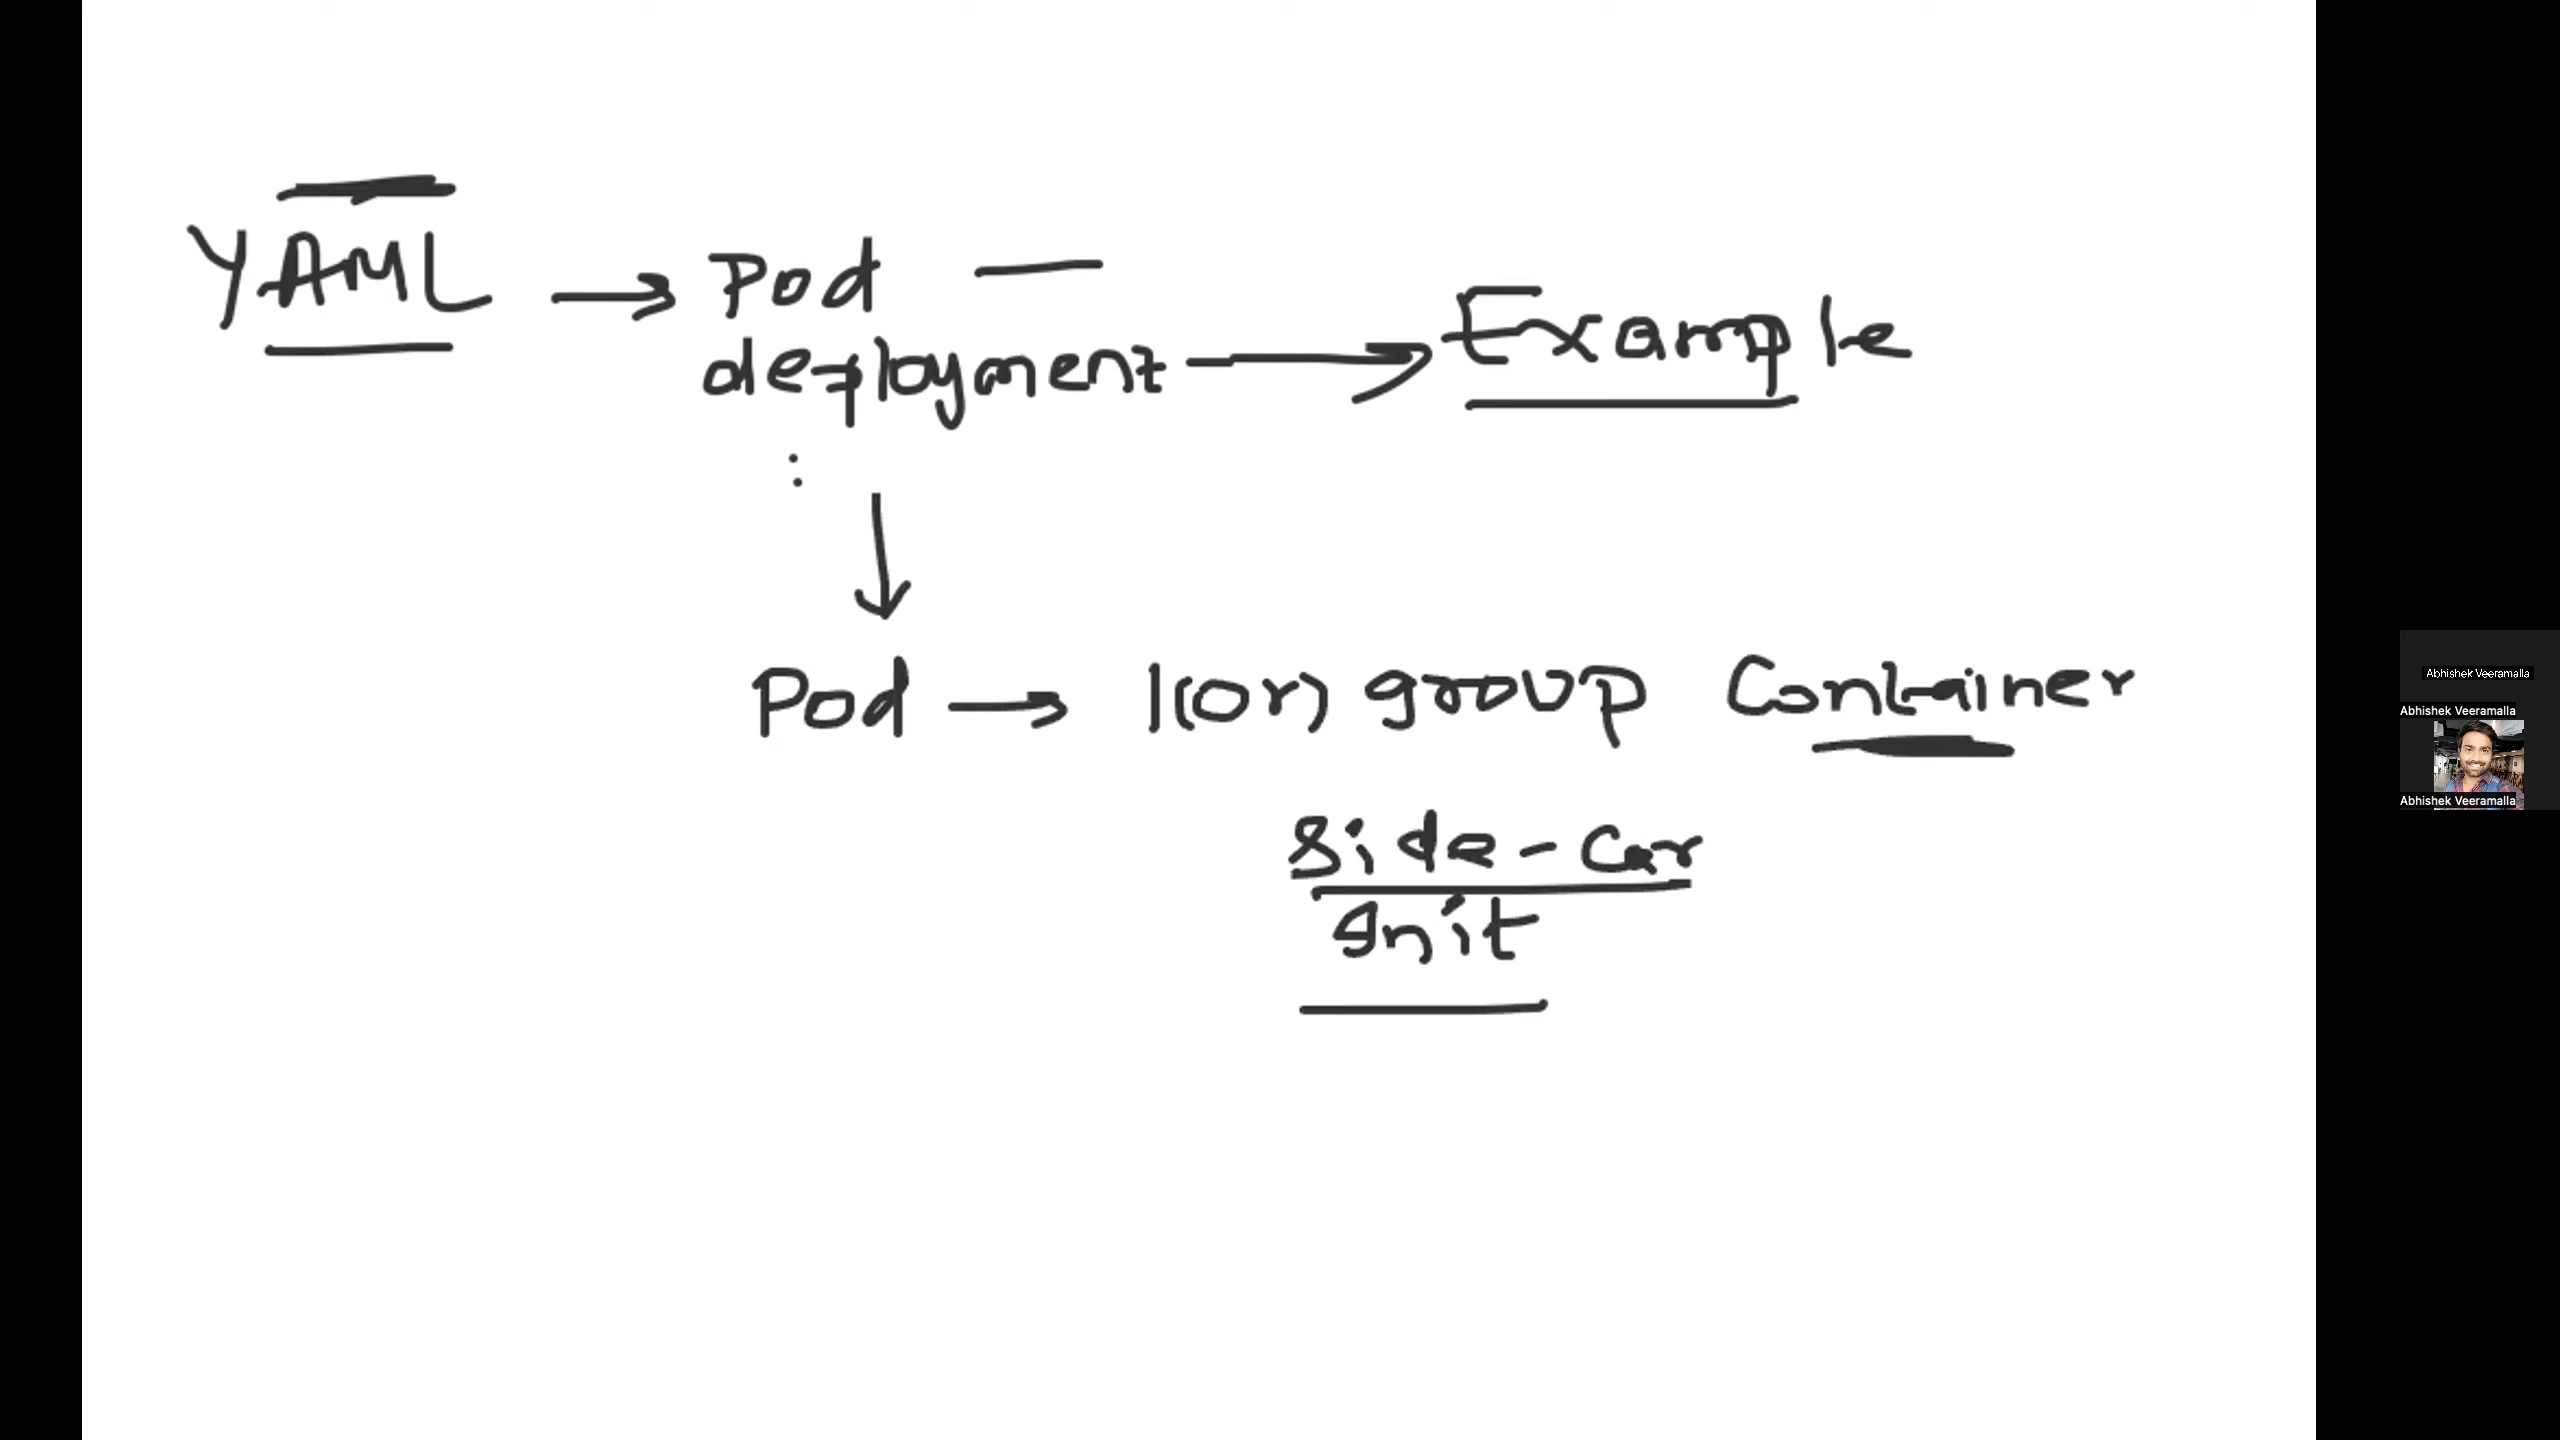 YAML → Pod —
deployment → Example
:
↓
Pod → 1(or) group Container
Side-Car
Init
Abhishek Veeramalla
Abhishek Veeramalla
Abhishek Veeramalla